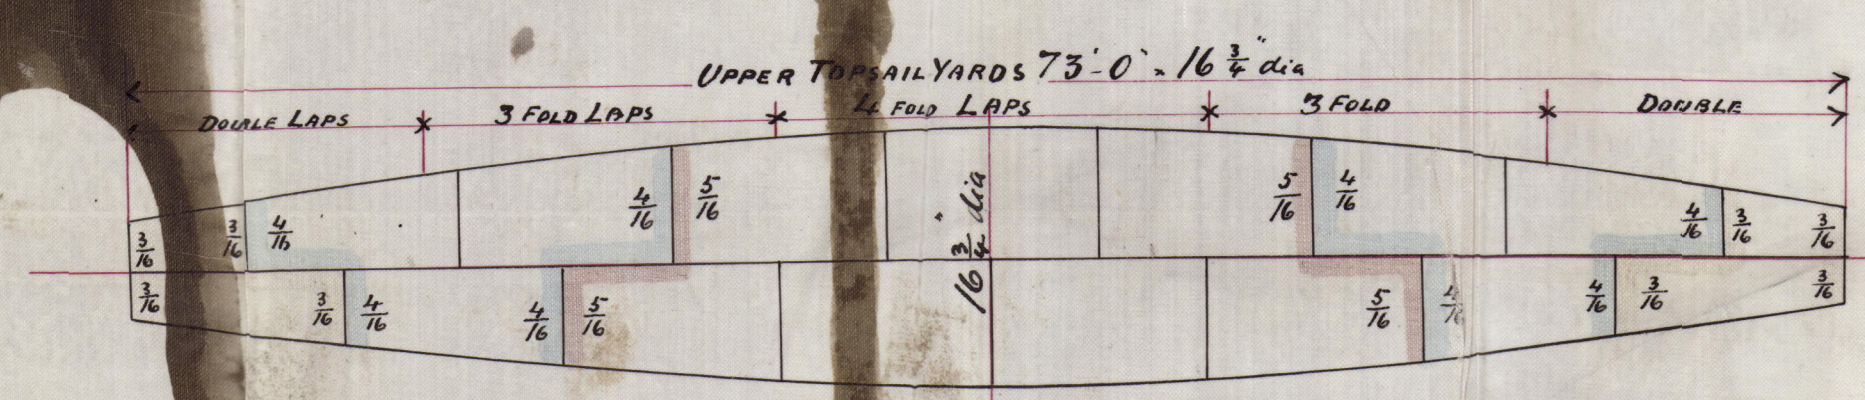 UPPER TOPSAIL YARDS 73'-0" × 16 3/4" dia
DOUBLE LAPS 3 FOLD LAPS 4 FOLD LAPS 3 FOLD DOUBLE
3/16 3/16 4/16 4/16 5/16 16 3/4" dia 5/16 4/16 4/16 3/16 3/16
3/16 3/16 4/16 4/16 5/16 5/16 4/16 4/16 3/16 3/16